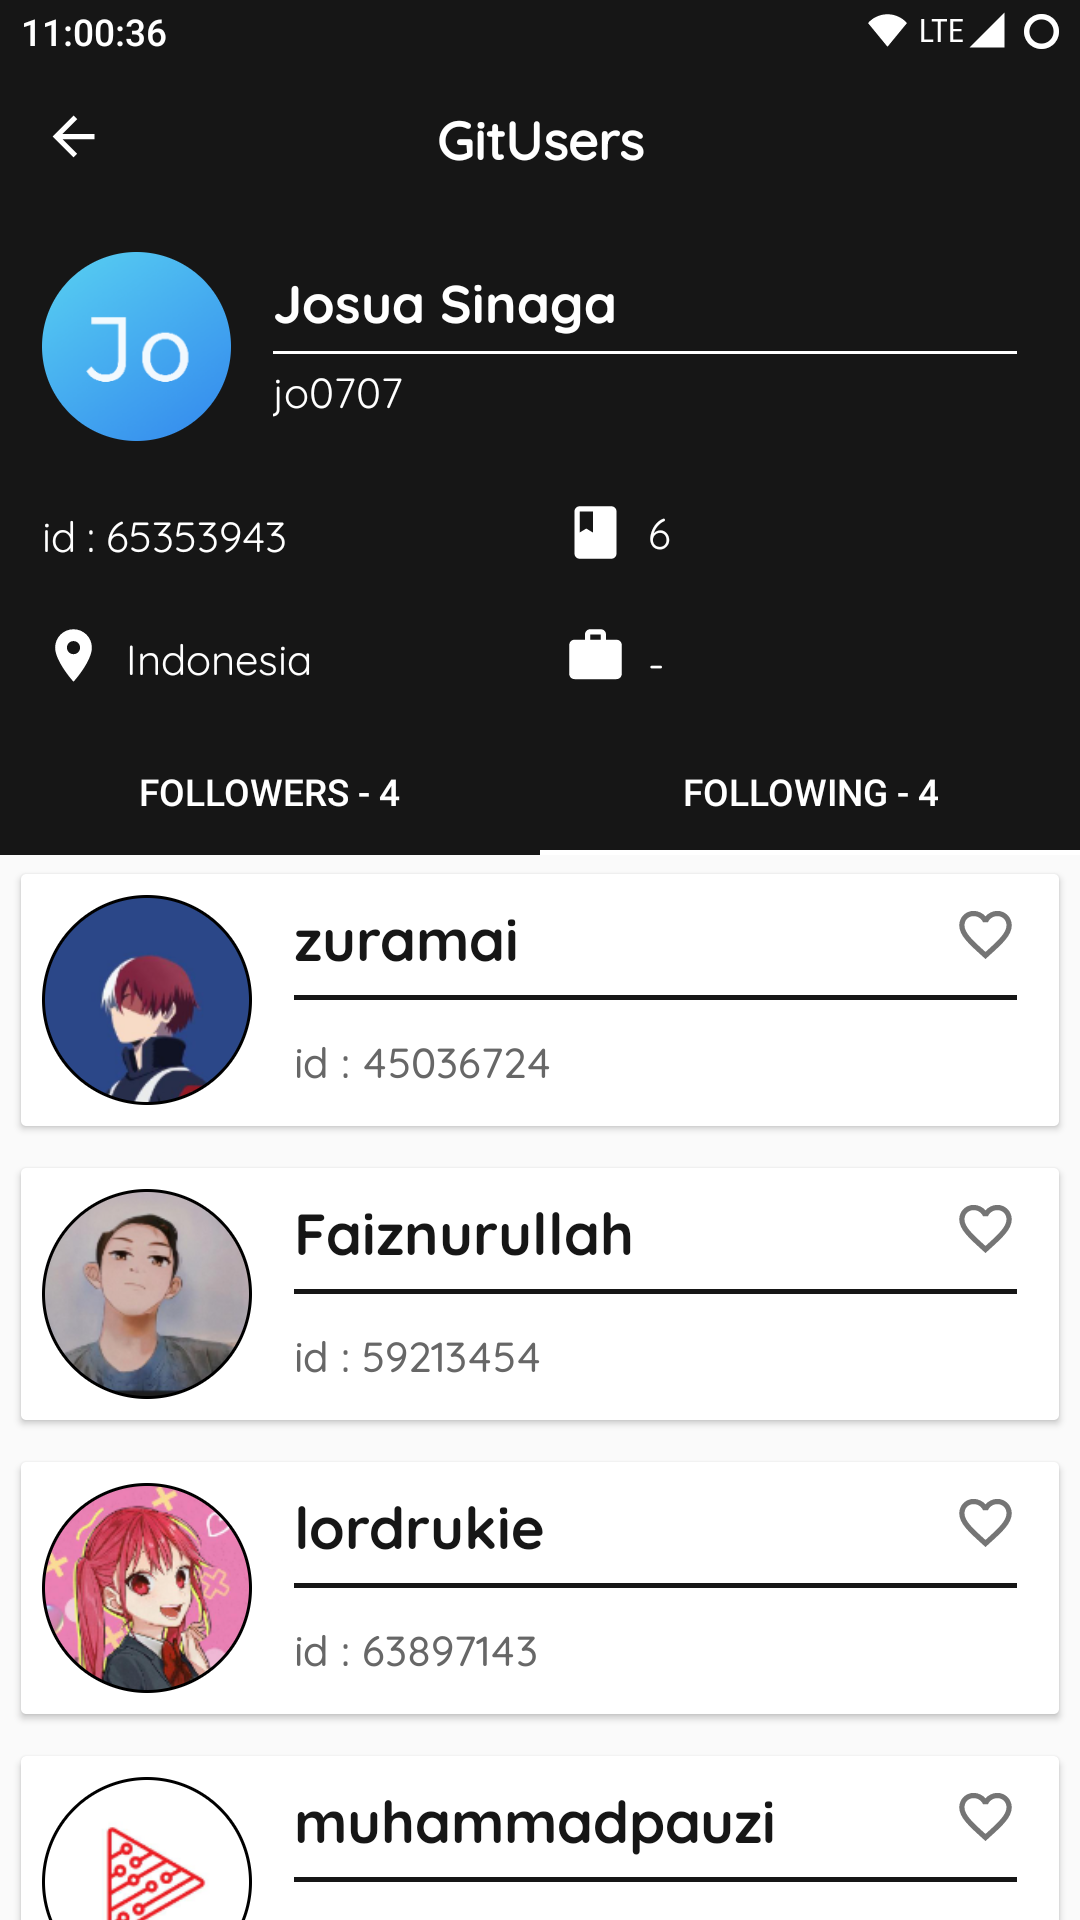 11:00:36 LTE
GitUsers
Jo
Josua Sinaga
jo0707
id : 65353943
6
Indonesia
-
FOLLOWERS - 4
FOLLOWING - 4
zuramai
id : 45036724
Faiznurullah
id : 59213454
lordrukie
id : 63897143
muhammadpauzi